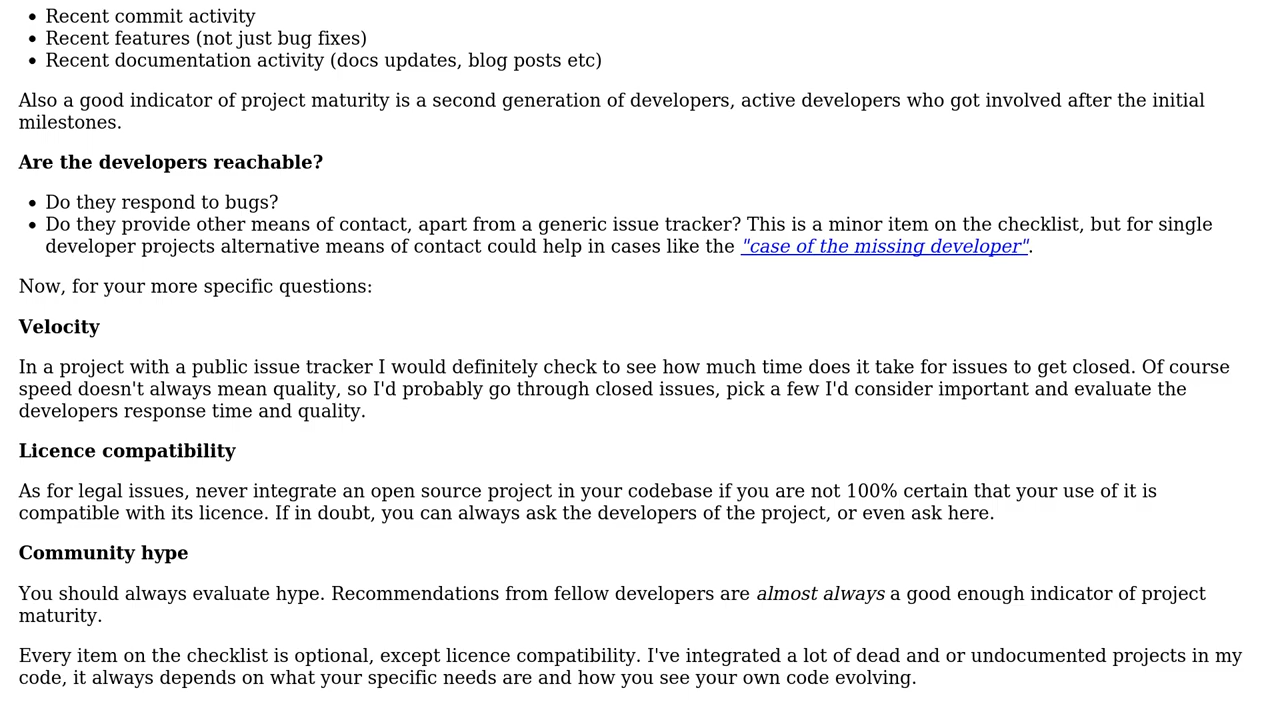 • Recent commit activity
• Recent features (not just bug fixes)
• Recent documentation activity (docs updates, blog posts etc)
Also a good indicator of project maturity is a second generation of developers, active developers who got involved after the initial
milestones.
Are the developers reachable?
• Do they respond to bugs?
• Do they provide other means of contact, apart from a generic issue tracker? This is a minor item on the checklist, but for single
developer projects alternative means of contact could help in cases like the "case of the missing developer".
Now, for your more specific questions:
Velocity
In a project with a public issue tracker I would definitely check to see how much time does it take for issues to get closed. Of course
speed doesn't always mean quality, so I'd probably go through closed issues, pick a few I'd consider important and evaluate the
developers response time and quality.
Licence compatibility
As for legal issues, never integrate an open source project in your codebase if you are not 100% certain that your use of it is
compatible with its licence. If in doubt, you can always ask the developers of the project, or even ask here.
Community hype
You should always evaluate hype. Recommendations from fellow developers are almost always a good enough indicator of project
maturity.
Every item on the checklist is optional, except licence compatibility. I've integrated a lot of dead and or undocumented projects in my
code, it always depends on what your specific needs are and how you see your own code evolving.